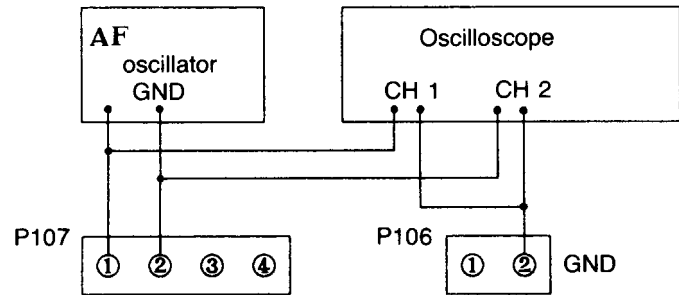 AF
oscillator
GND
Oscilloscope
CH 1 CH 2
P107
① ② ③ ④
P106
① ② GND